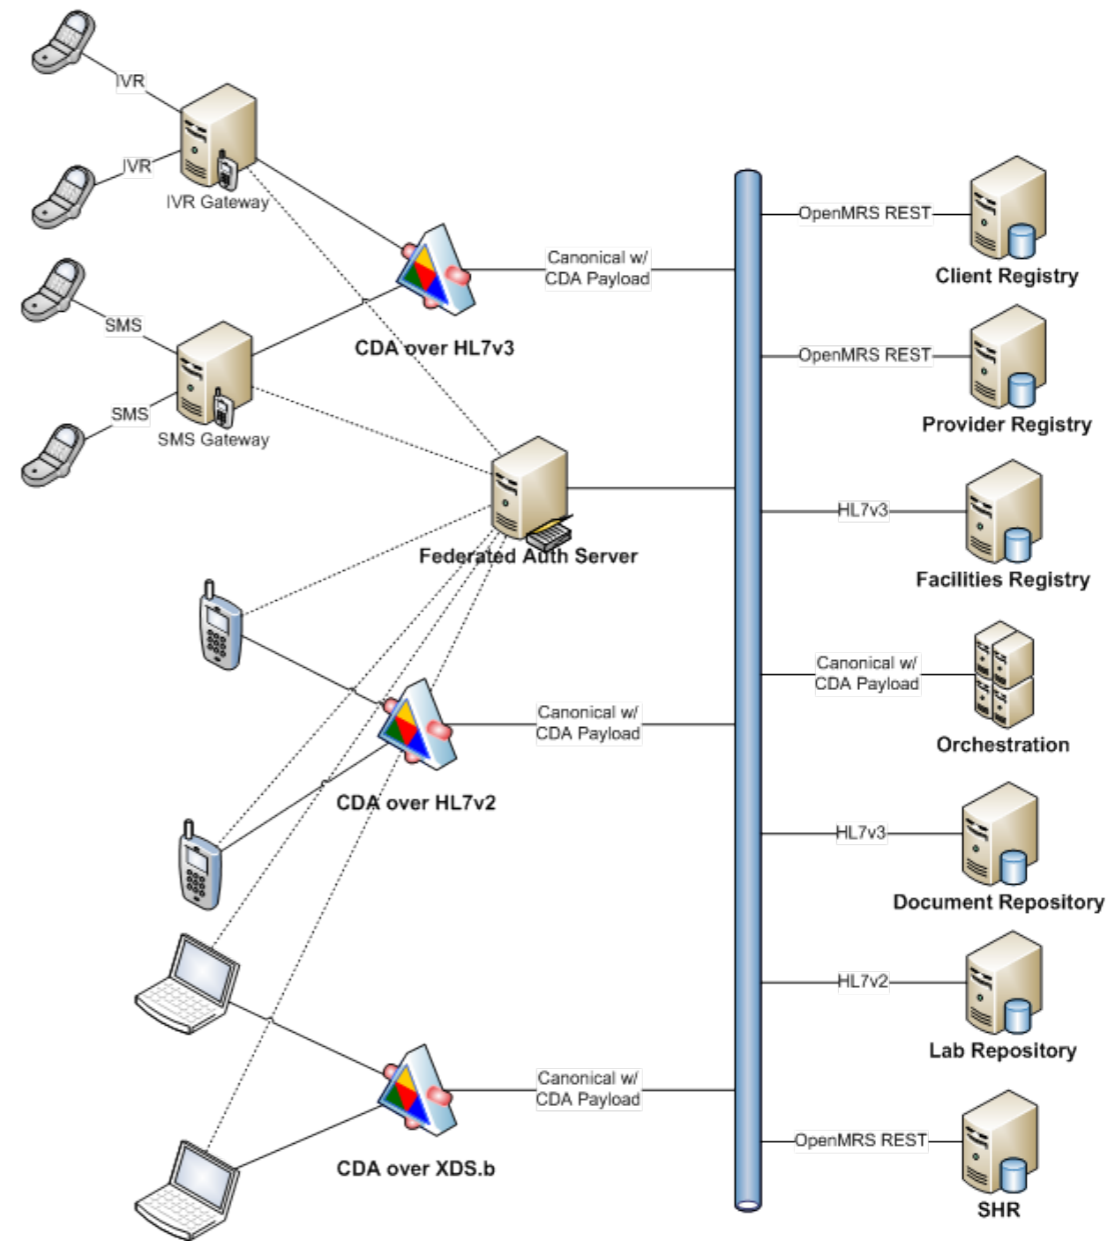 IVR
IVR
IVR Gateway
OpenMRS REST
Canonical w/
CDA Payload
Client Registry
SMS
CDA over HL7v3
OpenMRS REST
SMS
SMS Gateway
Provider Registry
HL7v3
Federated Auth Server
Facilities Registry
Canonical w/
CDA Payload
Canonical w/
CDA Payload
Orchestration
CDA over HL7v2
HL7v3
Document Repository
HL7v2
Lab Repository
Canonical w/
CDA Payload
OpenMRS REST
CDA over XDS.b
SHR